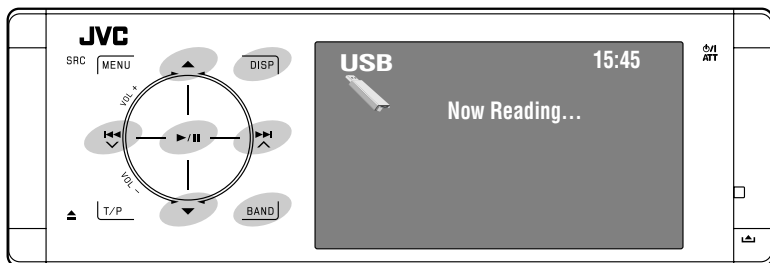 JVC
SRC
MENU
DISP
VOL +
VOL –
T/P
BAND
USB
15:45
Now Reading...
⏻/I
ATT